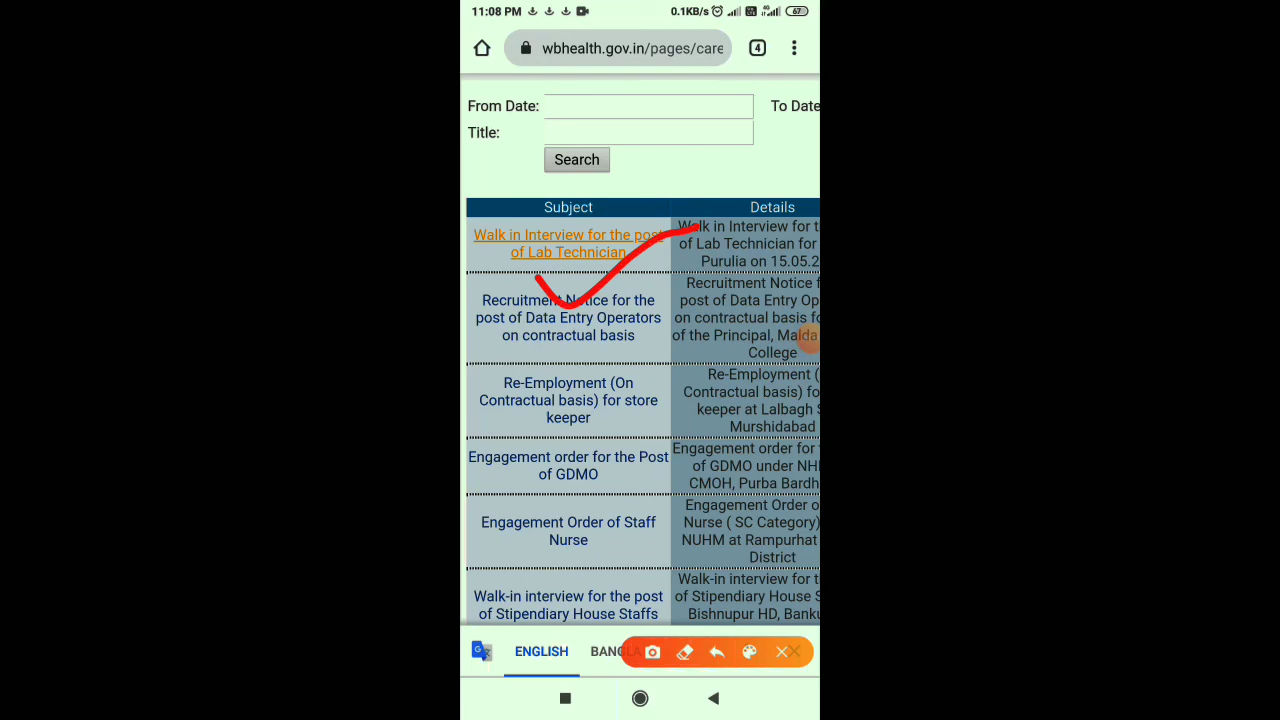 11:08 PM 0.1KB/s 67
wbhealth.gov.in/pages/care 4
From Date: To Date
Title:
Search
Subject Details
Walk in Interview for the post
of Lab Technician
Walk in Interview for t
of Lab Technician for
Purulia on 15.05.2
Recruitment Notice for the
post of Data Entry Operators
on contractual basis
Recruitment Notice f
post of Data Entry Op
on contractual basis fo
of the Principal, Malda
College
Re-Employment (On
Contractual basis) for store
keeper
Re-Employment (
Contractual basis) fo
keeper at Lalbagh S
Murshidabad
Engagement order for the Post
of GDMO
Engagement order for
of GDMO under NH
CMOH, Purba Bardh
Engagement Order of Staff
Nurse
Engagement Order o
Nurse ( SC Category)
NUHM at Rampurhat
District
Walk-in interview for the post
of Stipendiary House Staffs
Walk-in interview for t
of Stipendiary House S
Bishnupur HD, Banku
ENGLISH BANGLA